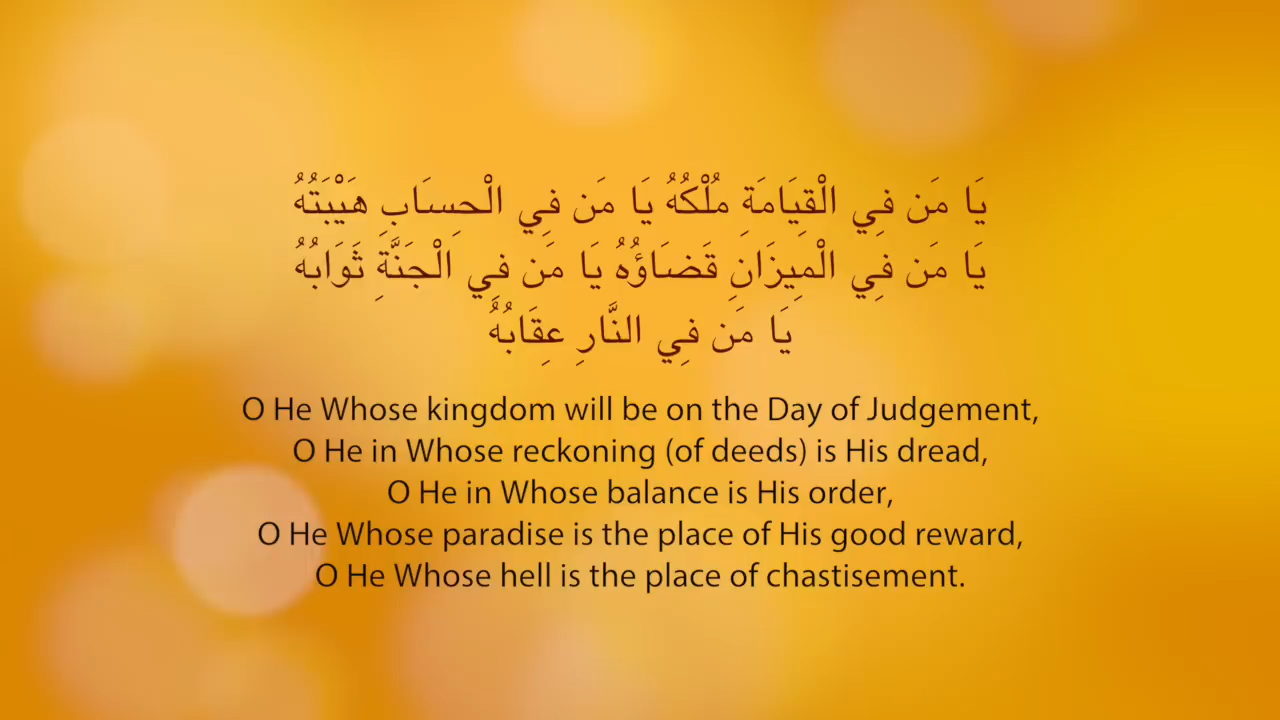 يَا مَن فِي الْقِيَامَةِ مُلْكُهُ يَا مَن فِي الْحِسَابِ هَيْبَتُهُ
يَا مَن فِي الْمِيزَانِ قَضَاؤُهُ يَا مَن فِي الْجَنَّةِ ثَوَابُهُ
يَا مَن فِي النَّارِ عِقَابُهُ
O He Whose kingdom will be on the Day of Judgement,
O He in Whose reckoning (of deeds) is His dread,
O He in Whose balance is His order,
O He Whose paradise is the place of His good reward,
O He Whose hell is the place of chastisement.